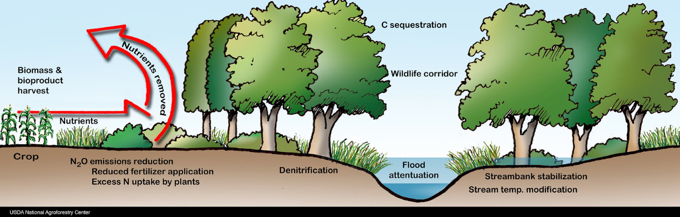 C sequestration
Biomass &
bioproduct
harvest
Nutrients removed
Wildlife corridor
Nutrients
Crop
N2O emissions reduction
Reduced fertilizer application
Excess N uptake by plants
Denitrification
Flood
attenuation
Streambank stabilization
Stream temp. modification
USDA National Agroforestry Center